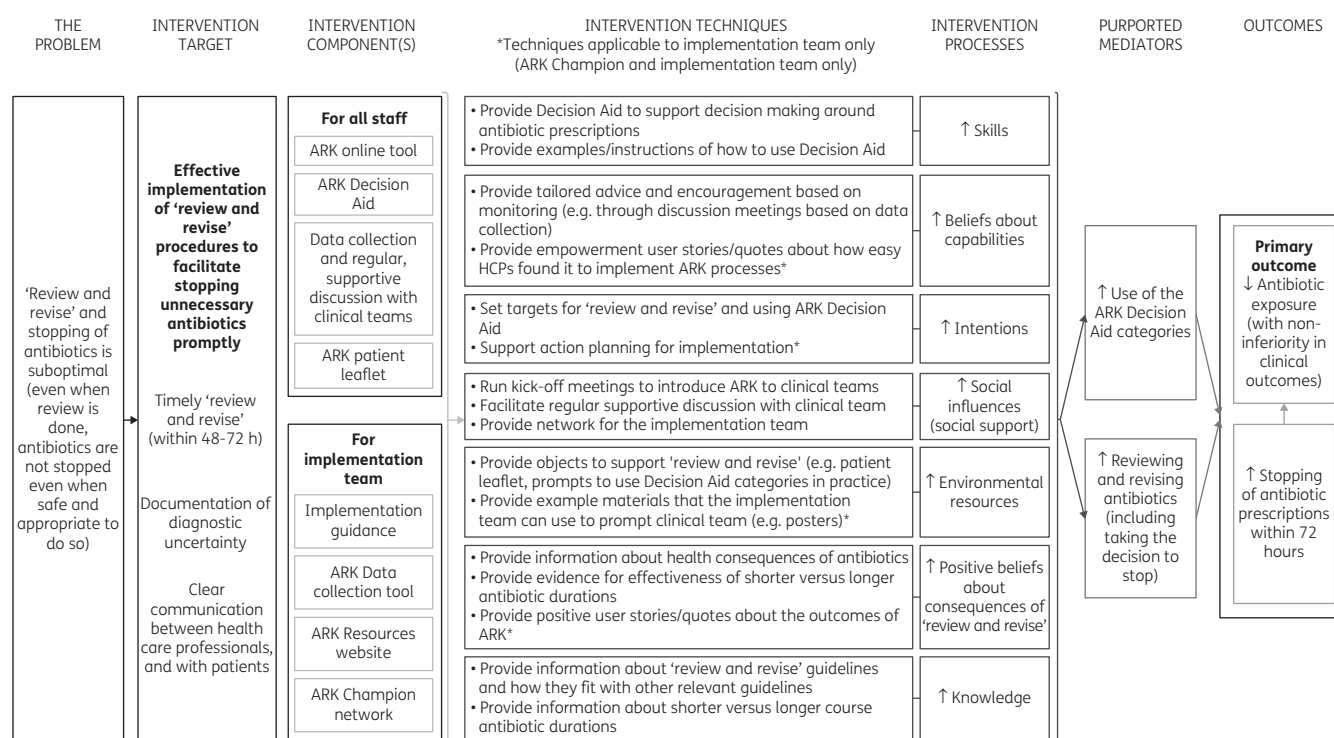 THE
PROBLEM
INTERVENTION
TARGET
INTERVENTION
COMPONENT(S)
INTERVENTION TECHNIQUES
*Techniques applicable to implementation team only
(ARK Champion and implementation team only)
INTERVENTION
PROCESSES
PURPORTED
MEDIATORS
OUTCOMES
‘Review and
revise’ and
stopping of
antibiotics is
suboptimal
(even when
review is
done,
antibiotics are
not stopped
even when
safe and
appropriate to
do so)
Effective
implementation
of ‘review and
revise’
procedures to
facilitate
stopping
unnecessary
antibiotics
promptly
Timely ‘review
and revise’
(within 48-72 h)
Documentation of
diagnostic
uncertainty
Clear
communication
between health
care professionals,
and with patients
For all staff
ARK online tool
ARK Decision
Aid
Data collection
and regular,
supportive
discussion with
clinical teams
ARK patient
leaflet
For
implementation
team
Implementation
guidance
ARK Data
collection tool
ARK Resources
website
ARK Champion
network
• Provide Decision Aid to support decision making around
antibiotic prescriptions
• Provide examples/instructions of how to use Decision Aid
↑ Skills
• Provide tailored advice and encouragement based on
monitoring (e.g. through discussion meetings based on data
collection)
• Provide empowerment user stories/quotes about how easy
HCPs found it to implement ARK processes*
↑ Beliefs about
capabilities
• Set targets for ‘review and revise’ and using ARK Decision
Aid
• Support action planning for implementation*
↑ Intentions
• Run kick-off meetings to introduce ARK to clinical teams
• Facilitate regular supportive discussion with clinical team
• Provide network for the implementation team
↑ Social
influences
(social support)
• Provide objects to support 'review and revise' (e.g. patient
leaflet, prompts to use Decision Aid categories in practice)
• Provide example materials that the implementation
team can use to prompt clinical team (e.g. posters)*
↑ Environmental
resources
• Provide information about health consequences of antibiotics
• Provide evidence for effectiveness of shorter versus longer
antibiotic durations
• Provide positive user stories/quotes about the outcomes of
ARK*
↑ Positive beliefs
about
consequences of
‘review and revise’
• Provide information about ‘review and revise’ guidelines
and how they fit with other relevant guidelines
• Provide information about shorter versus longer course
antibiotic durations
↑ Knowledge
↑ Use of the
ARK Decision
Aid categories
↑ Reviewing
and revising
antibiotics
(including
taking the
decision to
stop)
Primary
outcome
↓ Antibiotic
exposure
(with non-
inferiority in
clinical
outcomes)
↑ Stopping
of antibiotic
prescriptions
within 72
hours